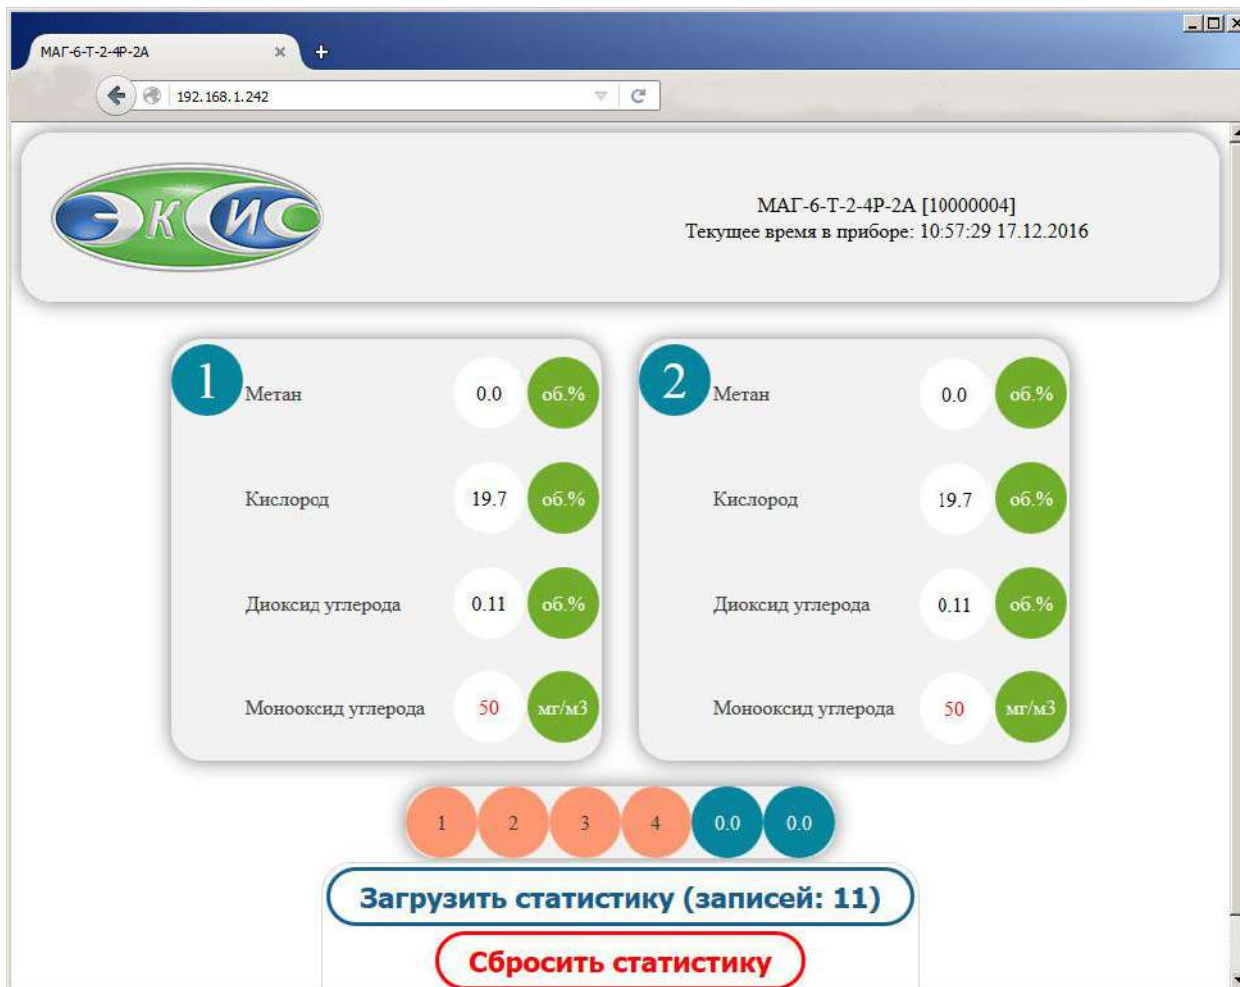 МАГ-6-Т-2-4Р-2А
192.168.1.242
ЭКСИС
МАГ-6-Т-2-4Р-2А [10000004]
Текущее время в приборе: 10:57:29 17.12.2016
1
Метан 0.0 об.%
Кислород 19.7 об.%
Диоксид углерода 0.11 об.%
Монооксид углерода 50 мг/м3
2
Метан 0.0 об.%
Кислород 19.7 об.%
Диоксид углерода 0.11 об.%
Монооксид углерода 50 мг/м3
1 2 3 4 0.0 0.0
Загрузить статистику (записей: 11)
Сбросить статистику